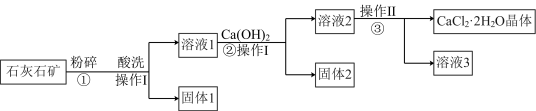 石灰石矿
粉碎
①
酸洗
操作I
溶液1
固体1
Ca(OH)₂
②操作I
溶液2
固体2
操作II
③
CaCl₂·2H₂O晶体
溶液3